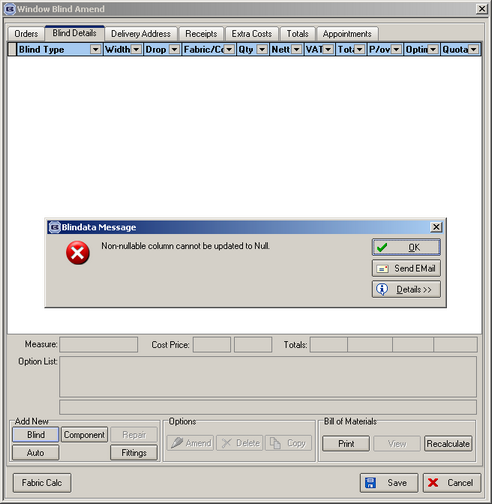 Window Blind Amend
Orders Blind Details Delivery Address Receipts Extra Costs Totals Appointments
Blind Type Width Drop Fabric/Co Qty Nett VAT Tota P/ov Optin Quota
Blindata Message
Non-nullable column cannot be updated to Null.
OK
Send EMail
Details >>
Measure: Cost Price: Totals:
Option List:
Add New Options Bill of Materials
Blind Component Repair Amend Delete Copy Print View Recalculate
Auto Fittings
Fabric Calc Save Cancel